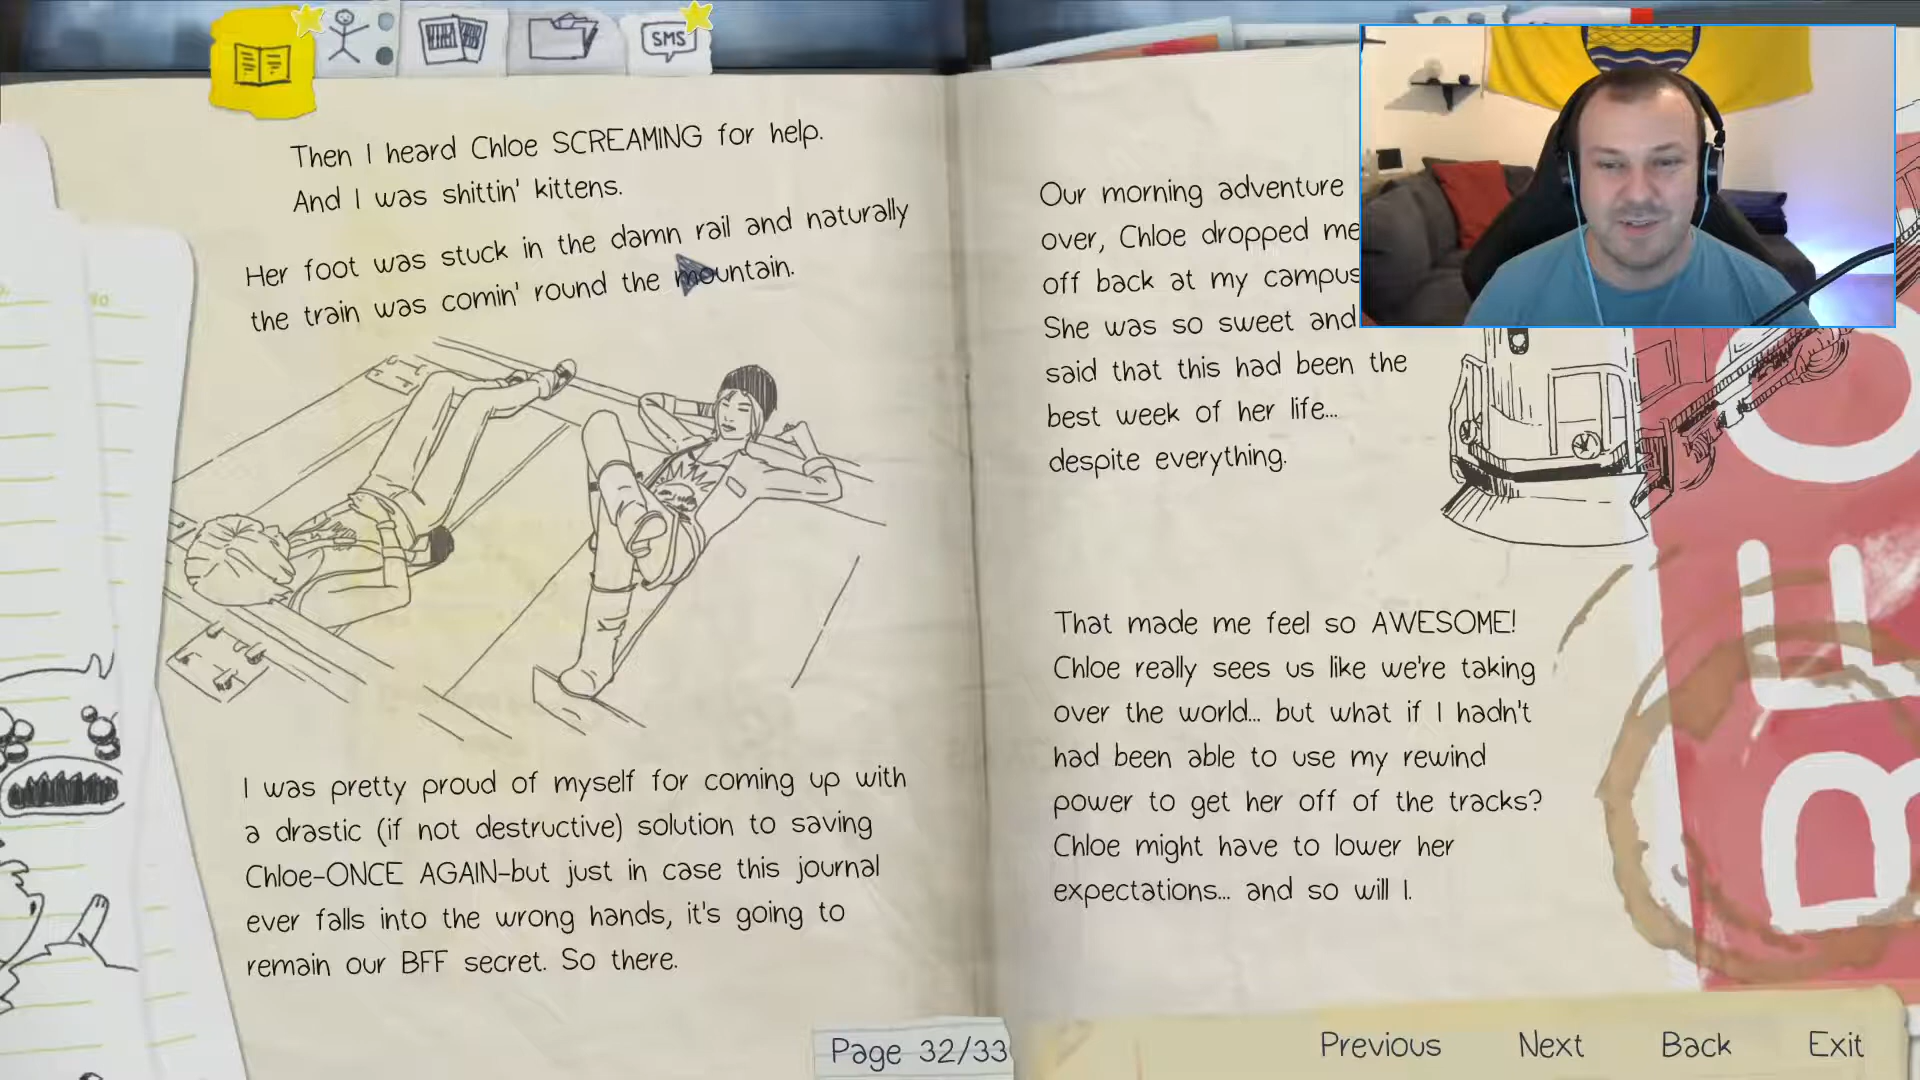 SMS
Then I heard Chloe SCREAMING for help.
And I was shittin' kittens.
Her foot was stuck in the damn rail and naturally
the train was comin' round the mountain.
I was pretty proud of myself for coming up with
a drastic (if not destructive) solution to saving
Chloe-ONCE AGAIN-but just in case this journal
ever falls into the wrong hands, it's going to
remain our BFF secret. So there.
Our morning adventure
over, Chloe dropped me
off back at my campus
She was so sweet and
said that this had been the
best week of her life...
despite everything.
That made me feel so AWESOME!
Chloe really sees us like we're taking
over the world... but what if I hadn't
had been able to use my rewind
power to get her off of the tracks?
Chloe might have to lower her
expectations... and so will I.
Page 32/33
Previous
Next
Back
Exit